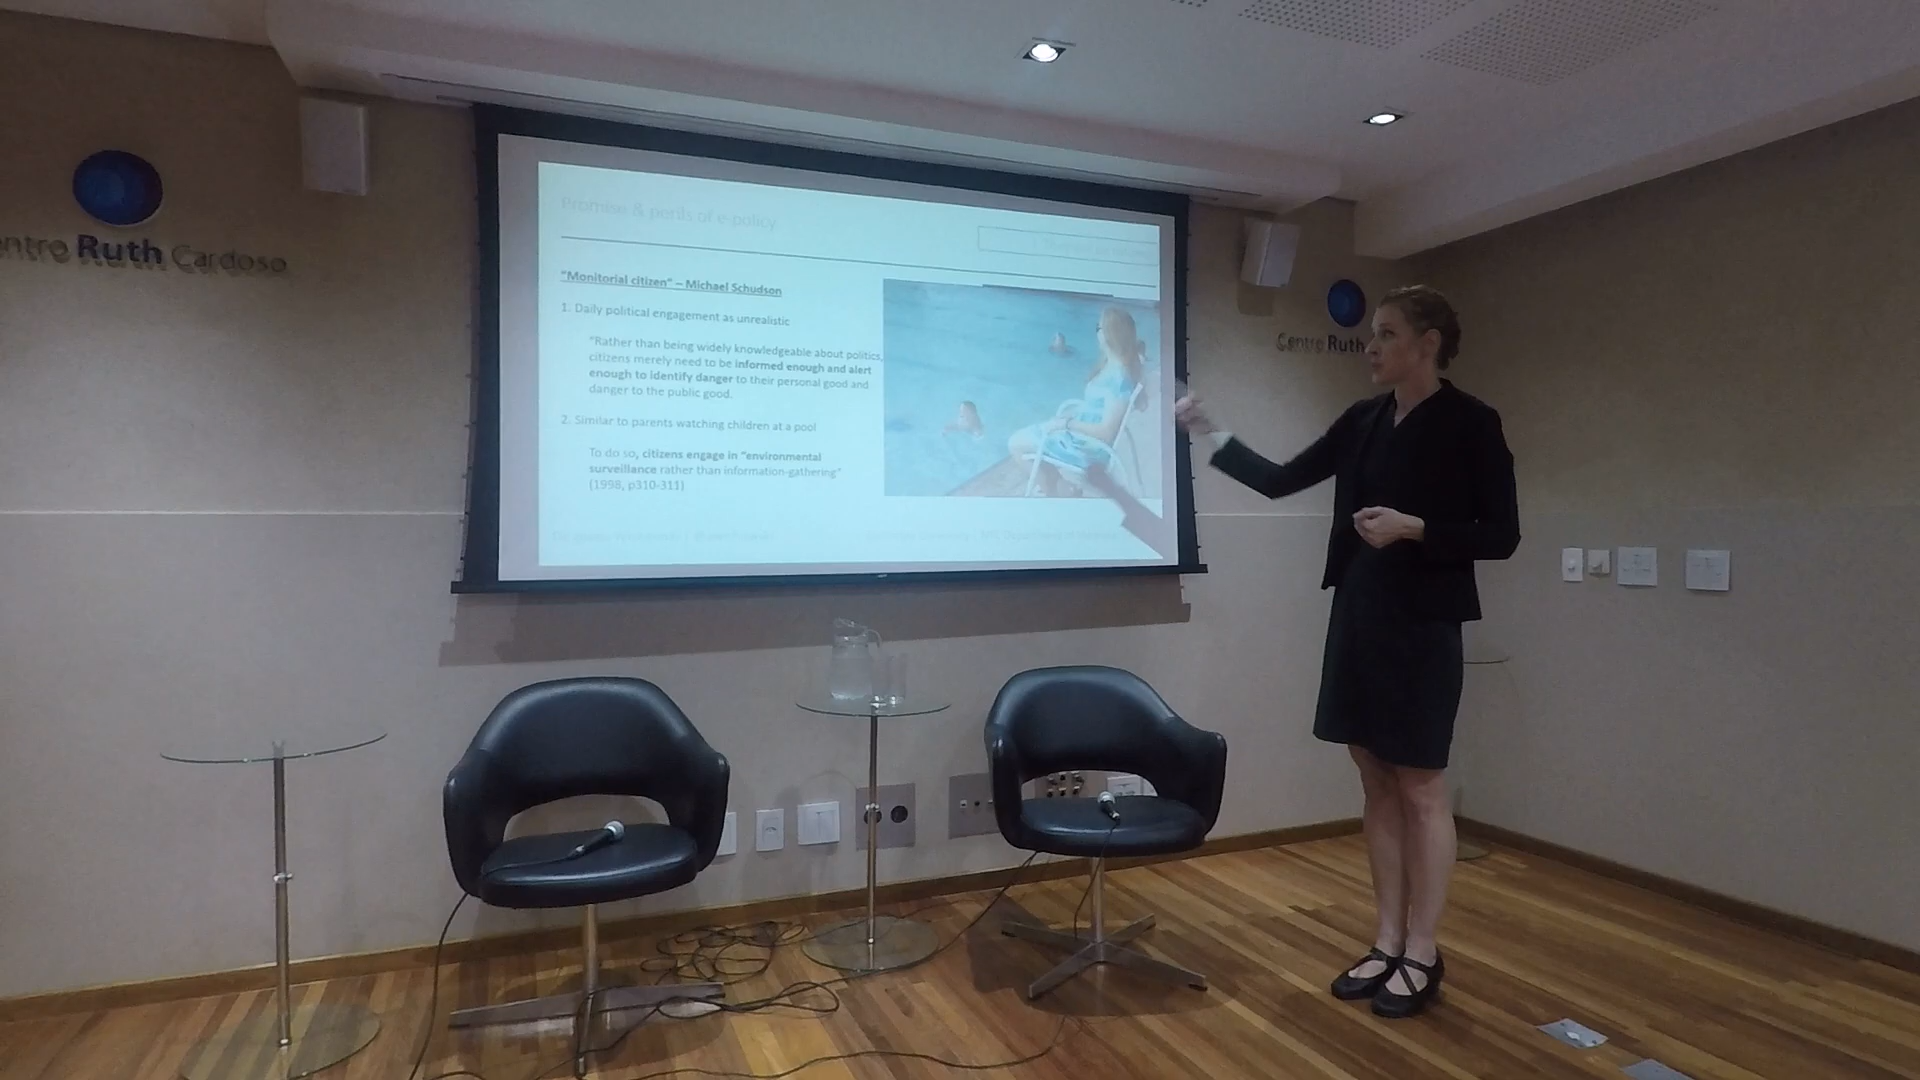 entro Ruth Cardoso
Promise & perils of e-policy
"Monitorial citizen" – Michael Schudson
1. Daily political engagement as unrealistic
"Rather than being widely knowledgeable about politics,
citizens merely need to be informed enough and alert
enough to identify danger to their personal good and
danger to the public good.
2. Similar to parents watching children at a pool
To do so, citizens engage in "environmental
surveillance rather than information-gathering"
(1998, p310-311)
Centro Ruth